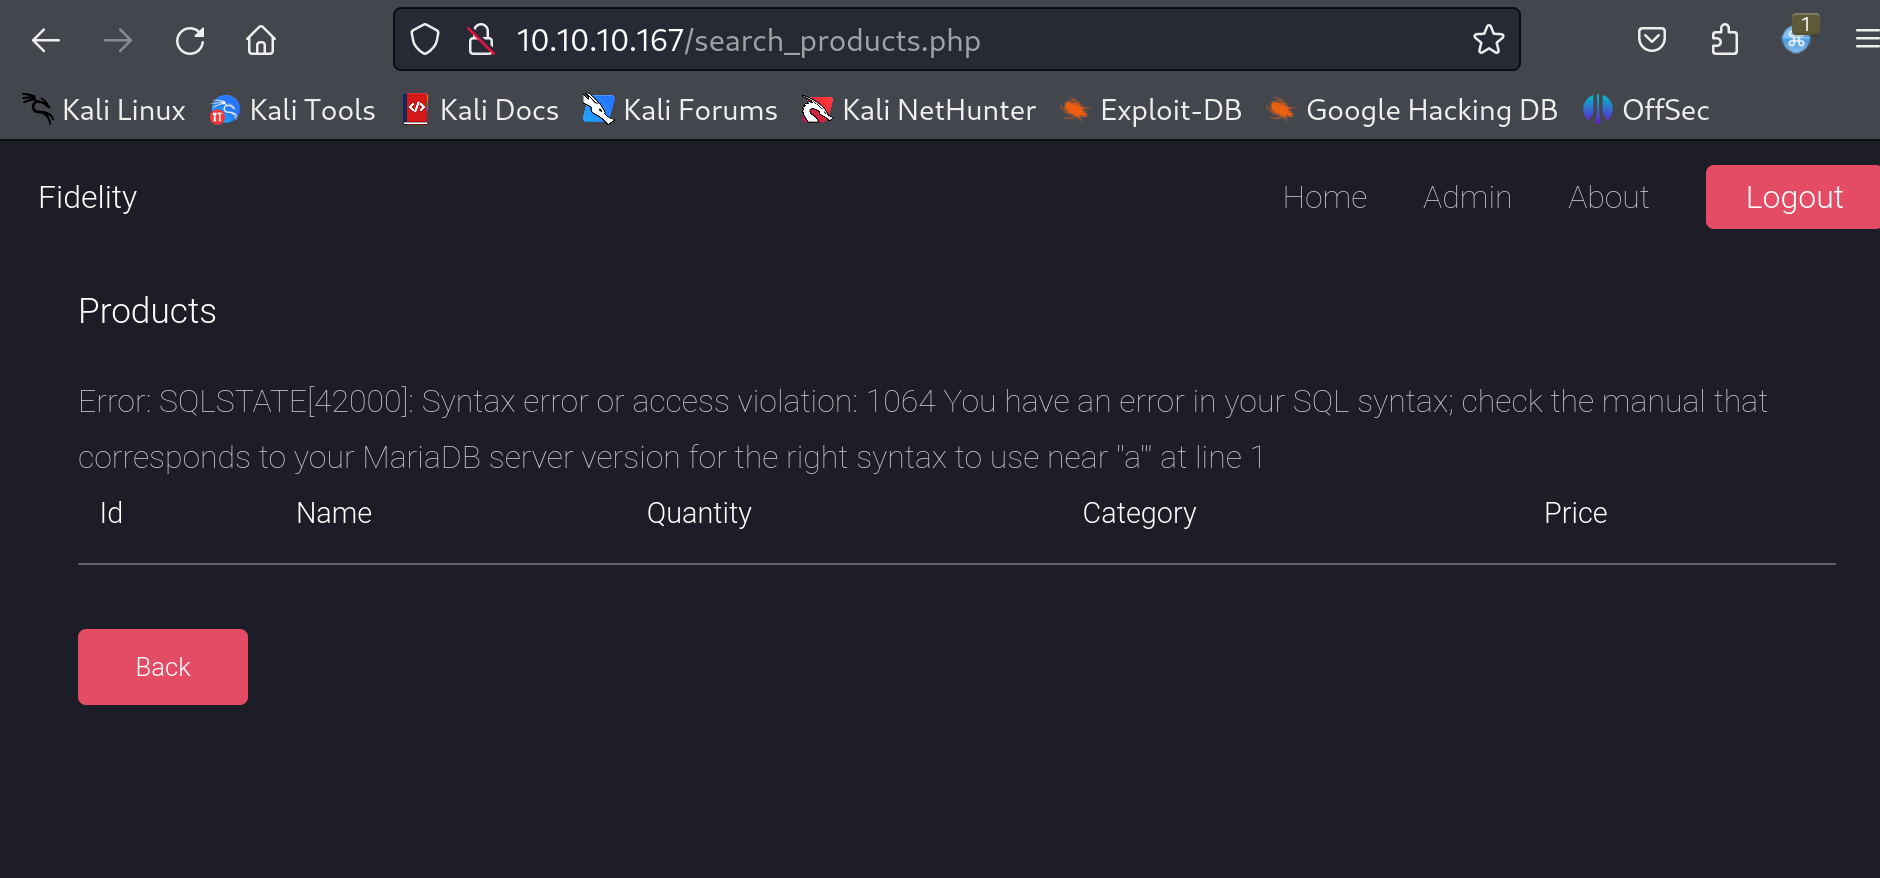 10.10.10.167/search_products.php
1
Kali Linux Kali Tools Kali Docs Kali Forums Kali NetHunter Exploit-DB Google Hacking DB OffSec
Fidelity Home Admin About Logout
Products
Error: SQLSTATE[42000]: Syntax error or access violation: 1064 You have an error in your SQL syntax; check the manual that
corresponds to your MariaDB server version for the right syntax to use near ''a'' at line 1
Id Name Quantity Category Price
Back